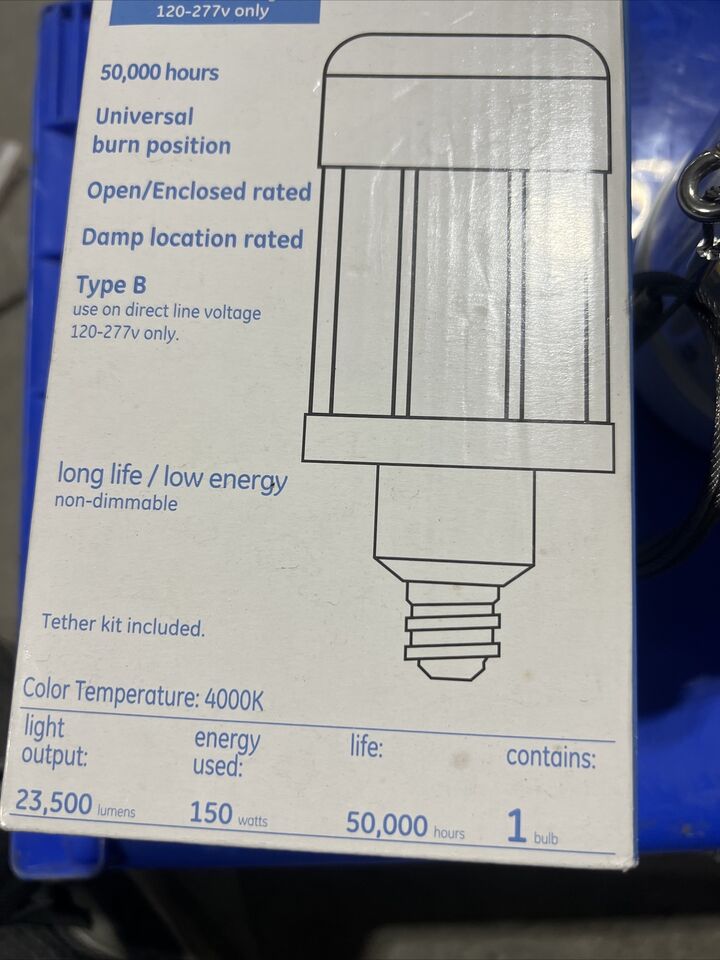 120-277v only
50,000 hours
Universal
burn position
Open/Enclosed rated
Damp location rated
Type B
use on direct line voltage
120-277v only.
long life / low energy
non-dimmable
Tether kit included.
Color Temperature: 4000K
light output: energy used: life: contains:
23,500 lumens 150 watts 50,000 hours 1 bulb